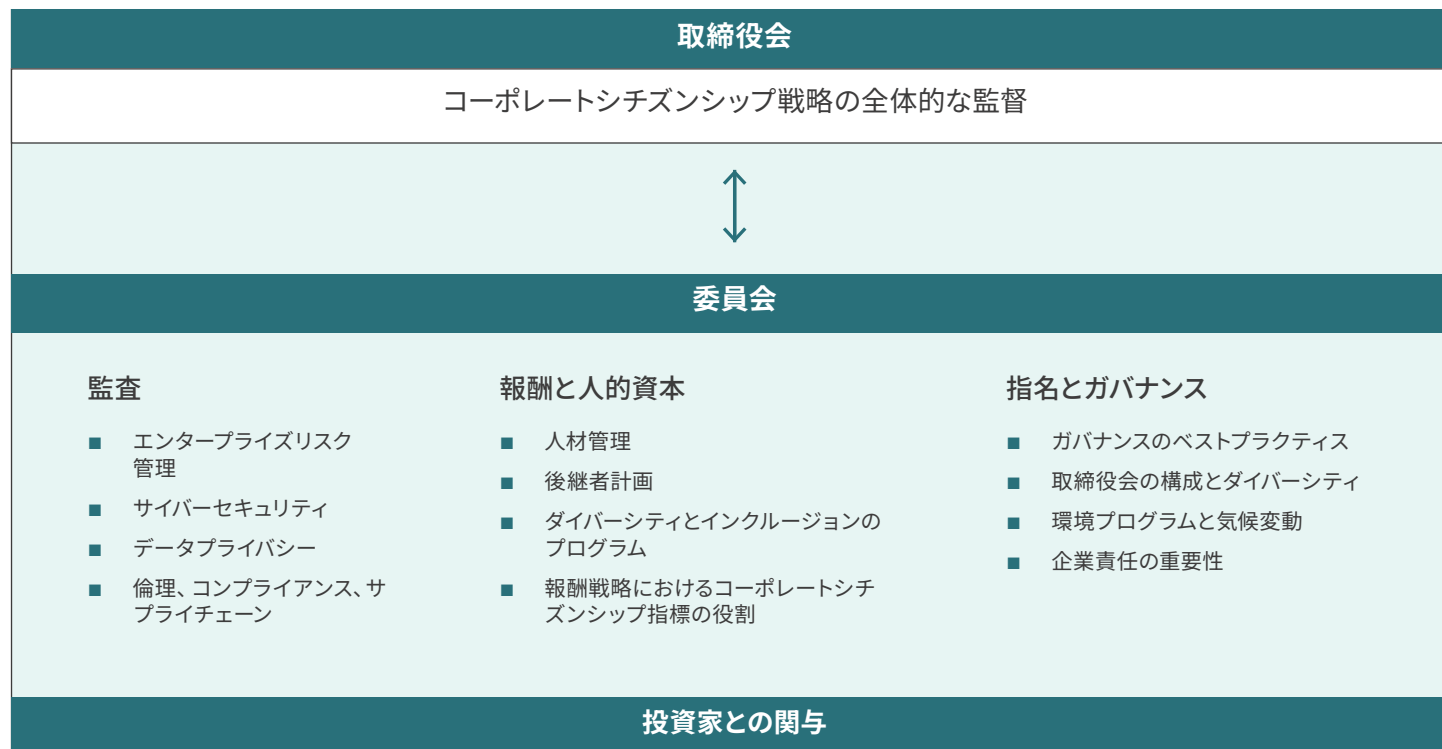 取締役会
コーポレートシチズンシップ戦略の全体的な監督
委員会
監査
■ エンタープライズリスク
管理
■ サイバーセキュリティ
■ データプライバシー
■ 倫理、コンプライアンス、サ
プライチェーン
報酬と人的資本
■ 人材管理
■ 後継者計画
■ ダイバーシティとインクルージョンの
プログラム
■ 報酬戦略におけるコーポレートシチ
ズンシップ指標の役割
指名とガバナンス
■ ガバナンスのベストプラクティス
■ 取締役会の構成とダイバーシティ
■ 環境プログラムと気候変動
■ 企業責任の重要性
投資家との関与